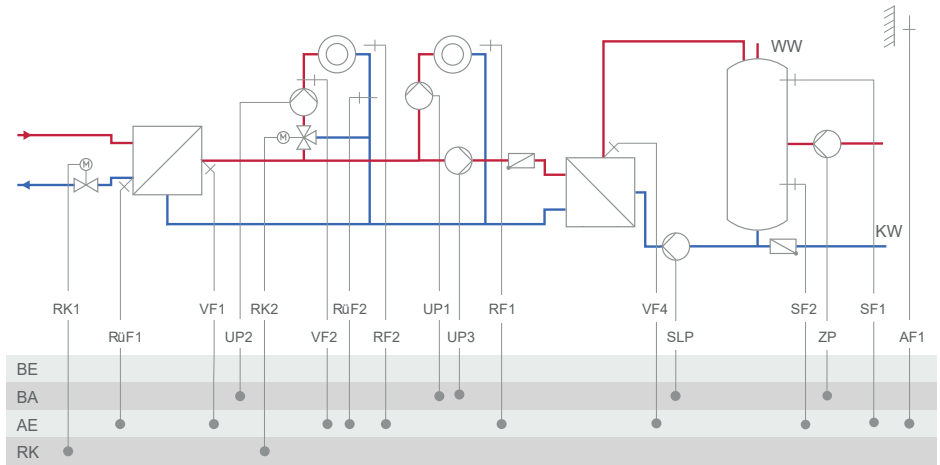 WW
M
M
KW
RK1 VF1 RK2 RüF2 UP1 RF1 VF4 SF2 SF1
RüF1 UP2 VF2 RF2 UP3 SLP ZP AF1
BE
BA
AE
RK